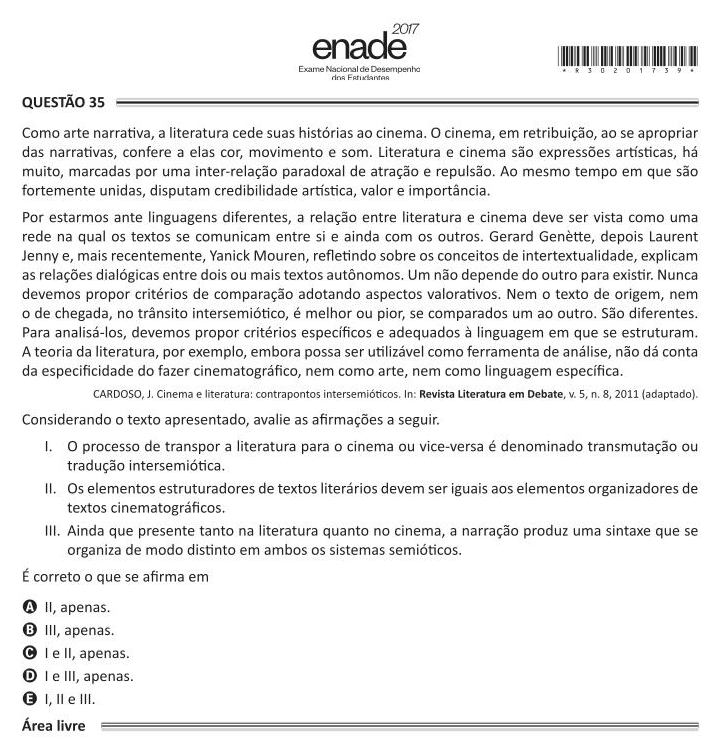 2017
enade
Exame Nacional de Desempenho
dos Estudantes
* R 3 0 2 0 1 7 3 9 *
QUESTÃO 35
Como arte narrativa, a literatura cede suas histórias ao cinema. O cinema, em retribuição, ao se apropriar
das narrativas, confere a elas cor, movimento e som. Literatura e cinema são expressões artísticas, há
muito, marcadas por uma inter-relação paradoxal de atração e repulsão. Ao mesmo tempo em que são
fortemente unidas, disputam credibilidade artística, valor e importância.
Por estarmos ante linguagens diferentes, a relação entre literatura e cinema deve ser vista como uma
rede na qual os textos se comunicam entre si e ainda com os outros. Gerard Genètte, depois Laurent
Jenny e, mais recentemente, Yanick Mouren, refletindo sobre os conceitos de intertextualidade, explicam
as relações dialógicas entre dois ou mais textos autônomos. Um não depende do outro para existir. Nunca
devemos propor critérios de comparação adotando aspectos valorativos. Nem o texto de origem, nem
o de chegada, no trânsito intersemiótico, é melhor ou pior, se comparados um ao outro. São diferentes.
Para analisá-los, devemos propor critérios específicos e adequados à linguagem em que se estruturam.
A teoria da literatura, por exemplo, embora possa ser utilizável como ferramenta de análise, não dá conta
da especificidade do fazer cinematográfico, nem como arte, nem como linguagem específica.
CARDOSO, J. Cinema e literatura: contrapontos intersemióticos. In: Revista Literatura em Debate, v. 5, n. 8, 2011 (adaptado).
Considerando o texto apresentado, avalie as afirmações a seguir.
I. O processo de transpor a literatura para o cinema ou vice-versa é denominado transmutação ou
tradução intersemiótica.
II. Os elementos estruturadores de textos literários devem ser iguais aos elementos organizadores de
textos cinematográficos.
III. Ainda que presente tanto na literatura quanto no cinema, a narração produz uma sintaxe que se
organiza de modo distinto em ambos os sistemas semióticos.
É correto o que se afirma em
A II, apenas.
B III, apenas.
C I e II, apenas.
D I e III, apenas.
E I, II e III.
Área livre